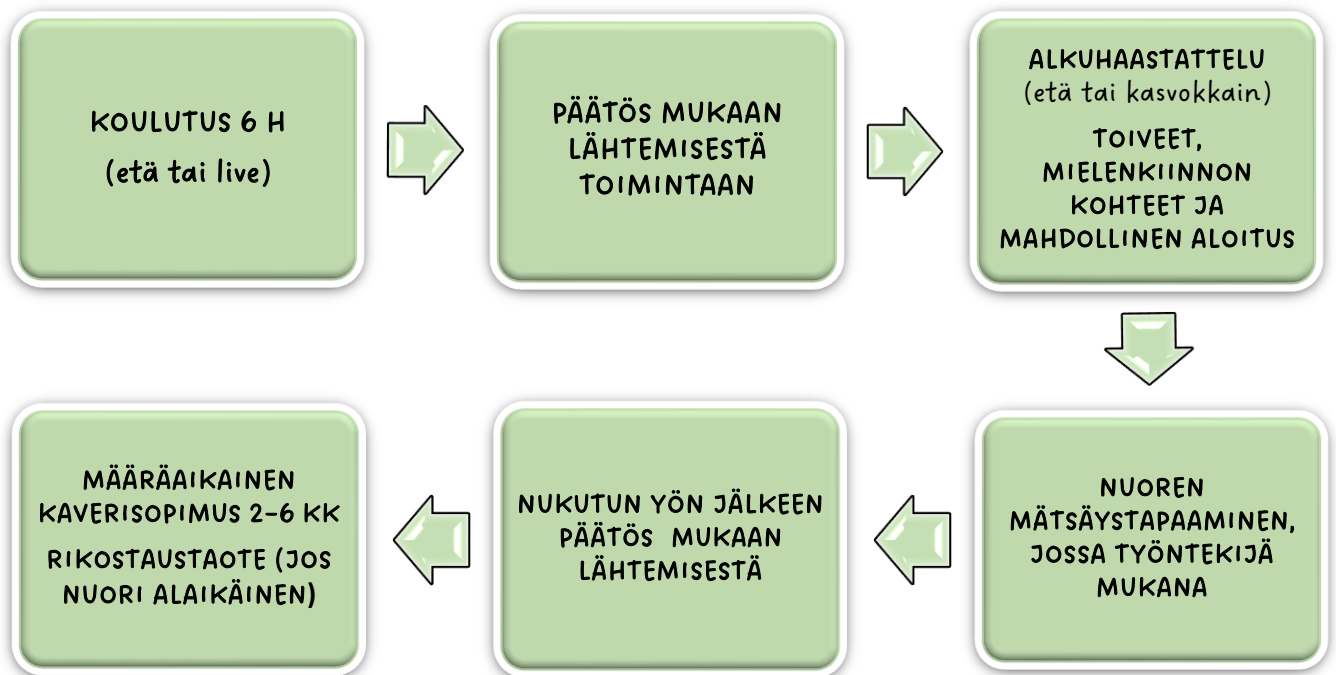 KOULUTUS 6 H
(etä tai live)
PÄÄTÖS MUKAAN
LÄHTEMISESTÄ
TOIMINTAAN
ALKUHAASTATTELU
(etä tai kasvokkain)
TOIVEET,
MIELENKIINNON
KOHTEET JA
MAHDOLLINEN ALOITUS
NUOREN
MÄTSÄYSTAPAAMINEN,
JOSSA TYÖNTEKIJÄ
MUKANA
NUKUTUN YÖN JÄLKEEN
PÄÄTÖS MUKAAN
LÄHTEMISESTÄ
MÄÄRÄAIKAINEN
KAVERISOPIMUS 2-6 KK
RIKOSTAUSTAOTE (JOS
NUORI ALAIKÄINEN)